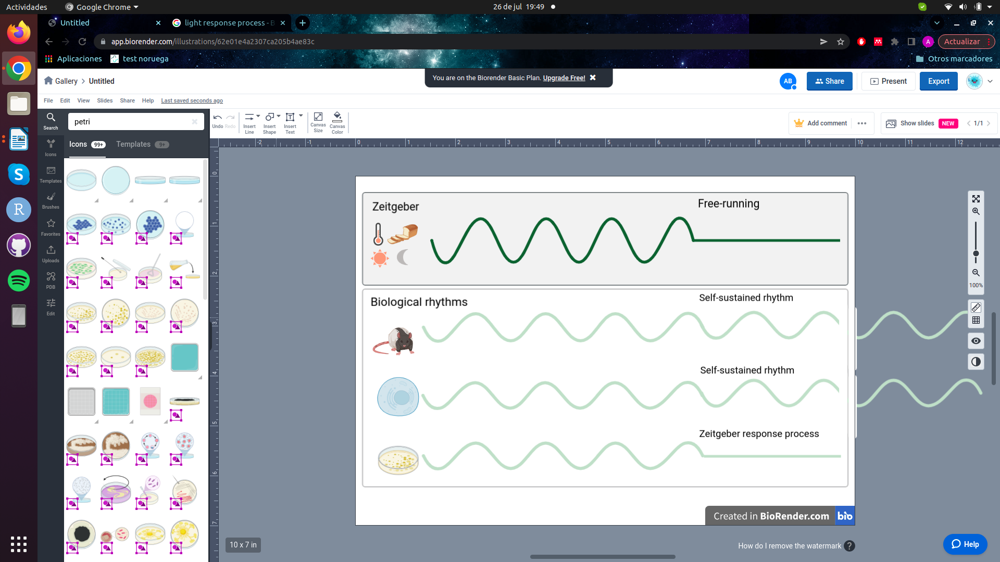 Actividades
Google Chrome
26 de jul 19:49
Untitled
light response process - B
app.biorender.com/illustrations/62e01e4a2307ca205b4ae83c
Actualizar
Aplicaciones
test noruega
Otros marcadores
Gallery > Untitled
You are on the Biorender Basic Plan. Upgrade Free!
AB
Share
Present
Export
File Edit View Slides Share Help Last saved seconds ago
Search
petri
Undo Redo
Insert Line
Insert Shape
Insert Text
Canvas Size
Canvas Color
Add comment
Show slides NEW
1/1
Icons 99+
Templates 9+
Icons
Templates
Brushes
Favorites
Uploads
PDB
Edit
-2 -1 0 1 2 3 4 5 6 7 8 9 10 11 12
0
1
2
3
4
5
6
7
Zeitgeber
Free-running
Biological rhythms
Self-sustained rhythm
Self-sustained rhythm
Zeitgeber response process
100%
Created in BioRender.com bio
10 x 7 in
How do I remove the watermark ?
Help
S
R
A